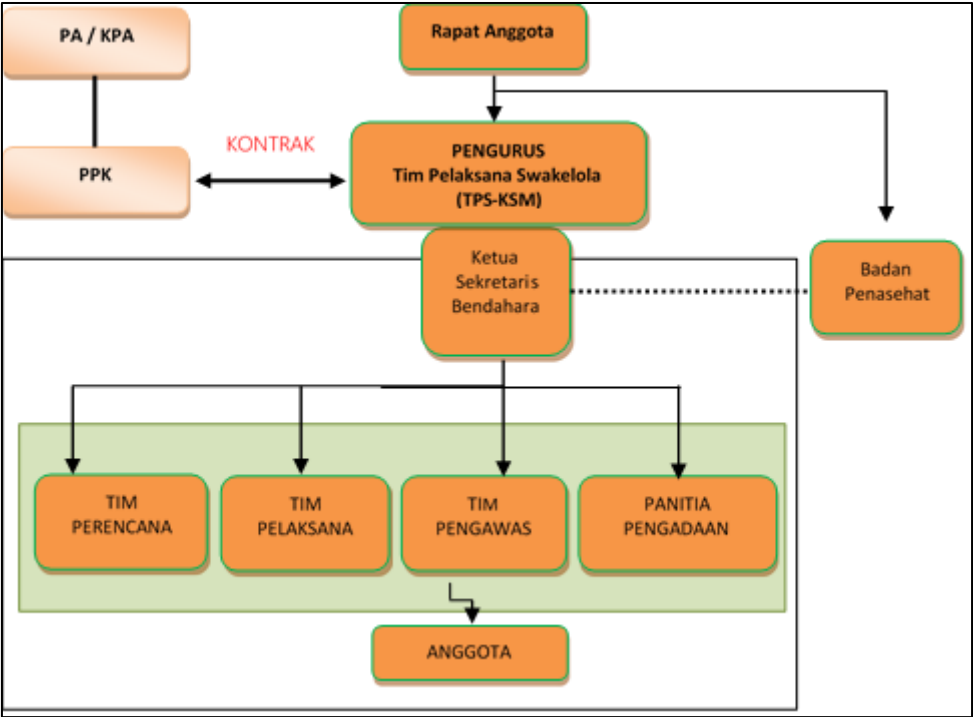 PA / KPA
Rapat Anggota
KONTRAK
PPK
PENGURUS
Tim Pelaksana Swakelola
(TPS-KSM)
Ketua
Sekretaris
Bendahara
Badan
Penasehat
TIM
PERENCANA
TIM
PELAKSANA
TIM
PENGAWAS
PANITIA
PENGADAAN
ANGGOTA